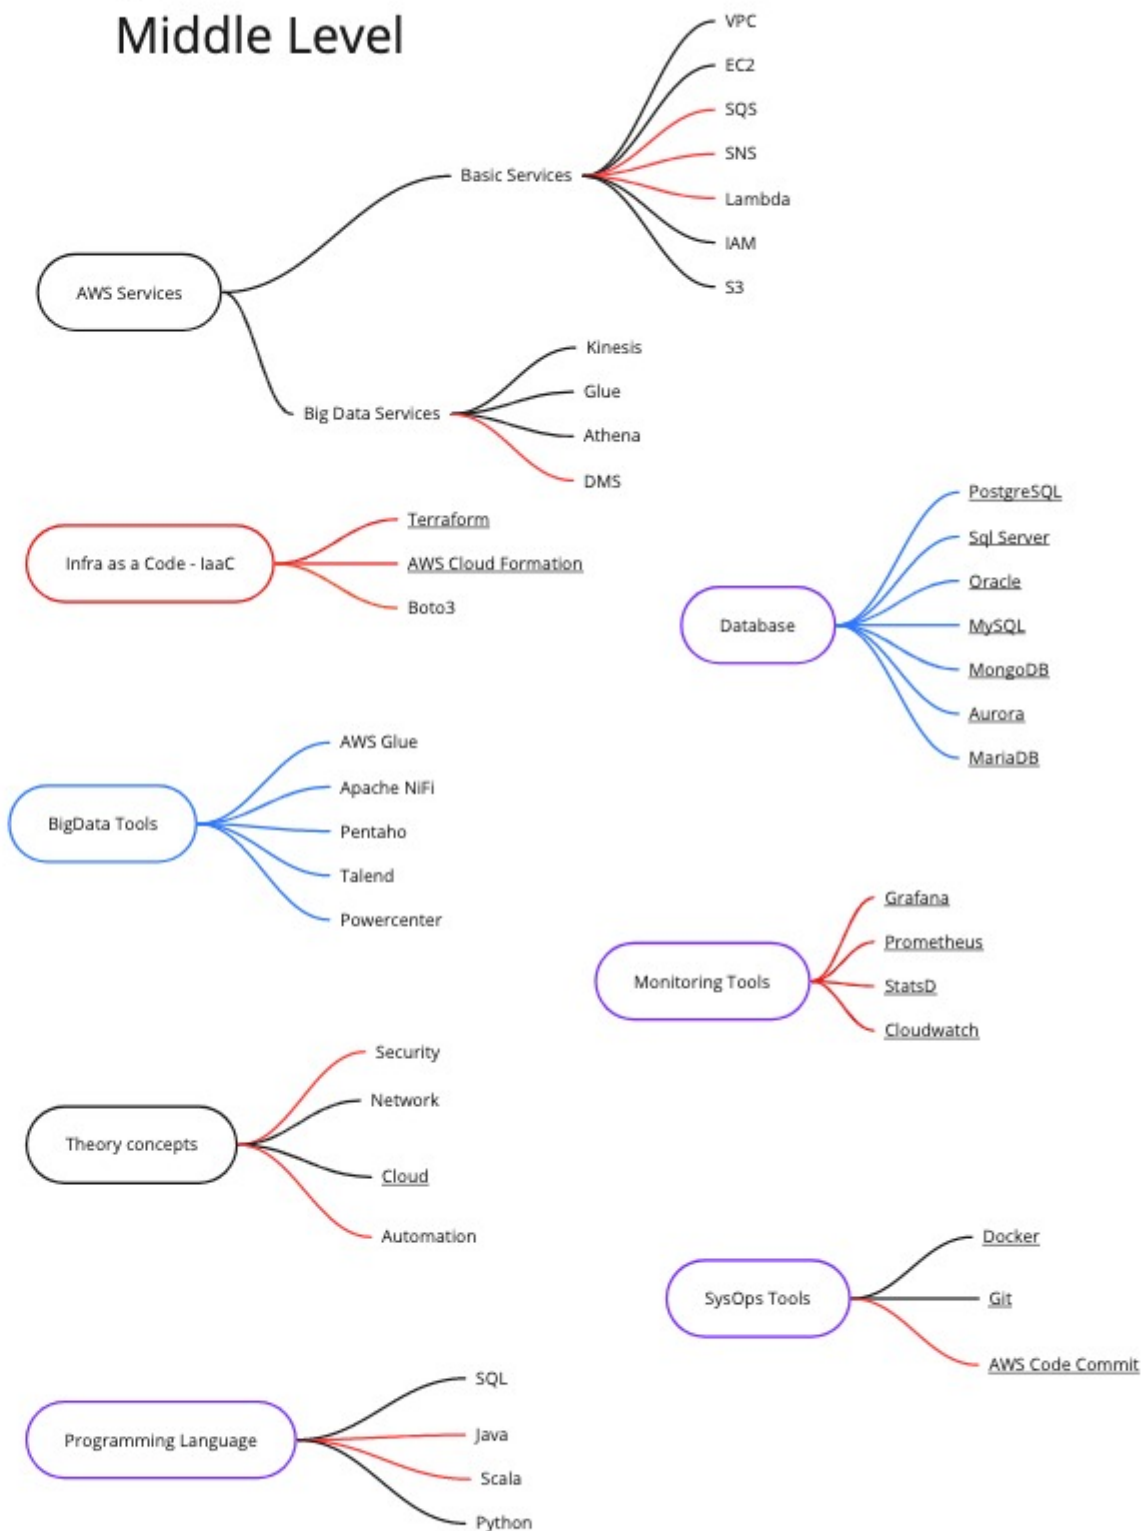 Middle Level
VPC
EC2
SQS
SNS
Basic Services
Lambda
IAM
S3
AWS Services
Kinesis
Glue
Big Data Services
Athena
DMS
Terraform
Infra as a Code - IaaC
AWS Cloud Formation
Boto3
PostgreSQL
Sql Server
Oracle
Database
MySQL
MongoDB
Aurora
MariaDB
AWS Glue
Apache NiFi
BigData Tools
Pentaho
Talend
Powercenter
Grafana
Prometheus
Monitoring Tools
StatsD
Cloudwatch
Security
Network
Theory concepts
Cloud
Automation
Docker
SysOps Tools
Git
AWS Code Commit
SQL
Java
Programming Language
Scala
Python